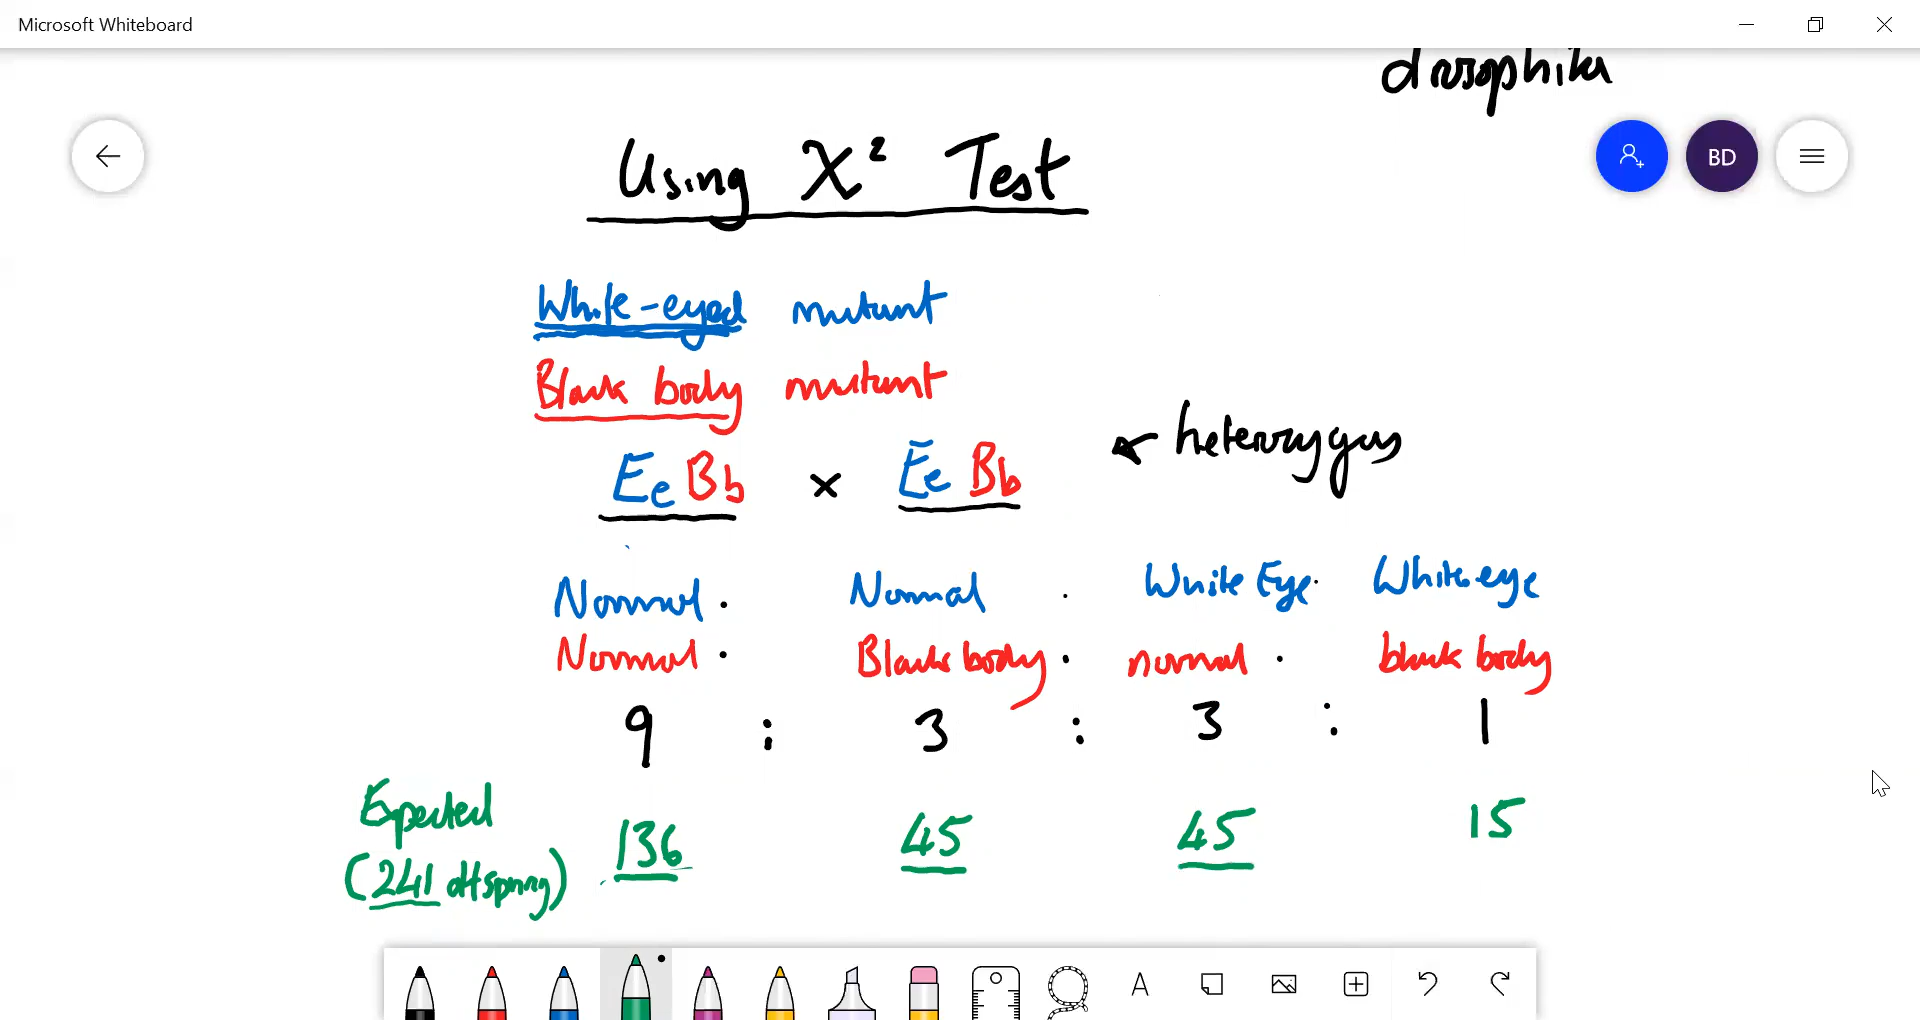 Microsoft Whiteboard
drosophila
BD
Using X² Test
White-eyed mutant
Black body mutant
Ee Bb × Ee Bb ← heterozygous
Normal : Normal : White Eye : White eye
Normal : Black body : normal : black body
9 : 3 : 3 : 1
Expected
(241 offspring) 136 45 45 15
A